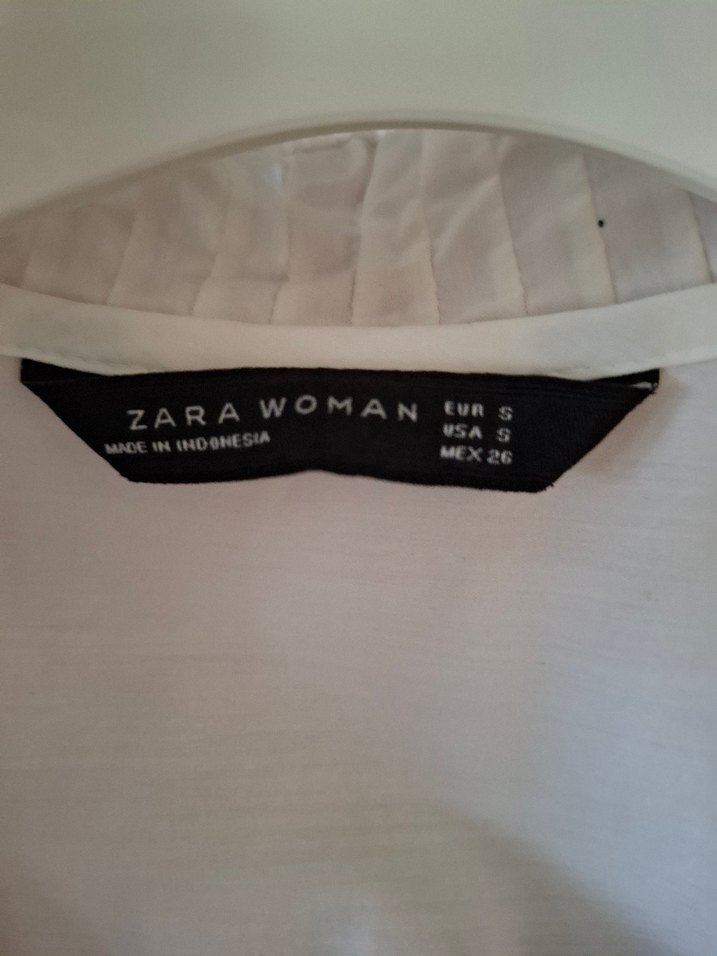 ZARA WOMAN
MADE IN INDONESIA
EUR S
USA S
MEX 26